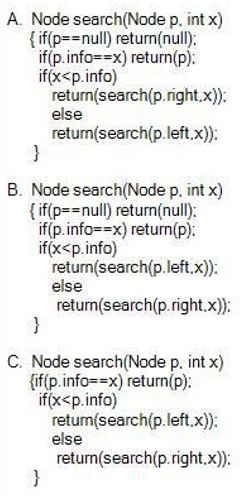 A. Node search(Node p, int x)
{ if(p==null) return(null);
if(p.info==x) return(p);
if(x<p.info)
return(search(p.right,x));
else
return(search(p.left,x));
}
B. Node search(Node p, int x)
{ if(p==null) return(null);
if(p.info==x) return(p);
if(x<p.info)
return(search(p.left,x));
else
return(search(p.right,x));
}
C. Node search(Node p, int x)
{if(p.info==x) return(p);
if(x<p.info)
return(search(p.left,x));
else
return(search(p.right,x));
}